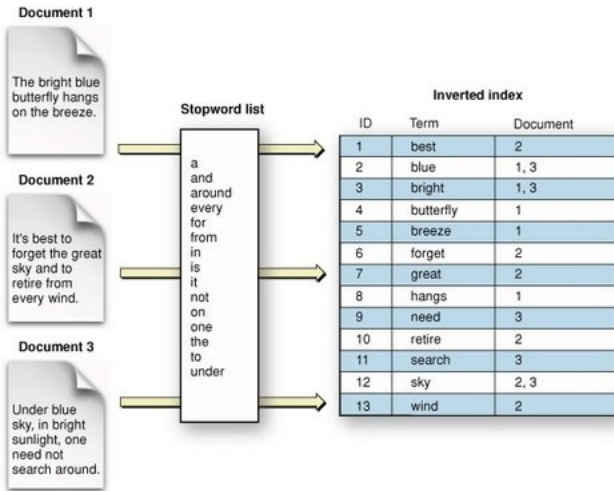 Document 1
The bright blue
butterfly hangs
on the breeze.
Document 2
It's best to
forget the great
sky and to
retire from
every wind.
Document 3
Under blue
sky, in bright
sunlight, one
need not
search around.
Stopword list
a
and
around
every
for
from
in
is
it
not
on
one
the
to
under
Inverted index
ID Term Document
1 best 2
2 blue 1, 3
3 bright 1, 3
4 butterfly 1
5 breeze 1
6 forget 2
7 great 2
8 hangs 1
9 need 3
10 retire 2
11 search 3
12 sky 2, 3
13 wind 2